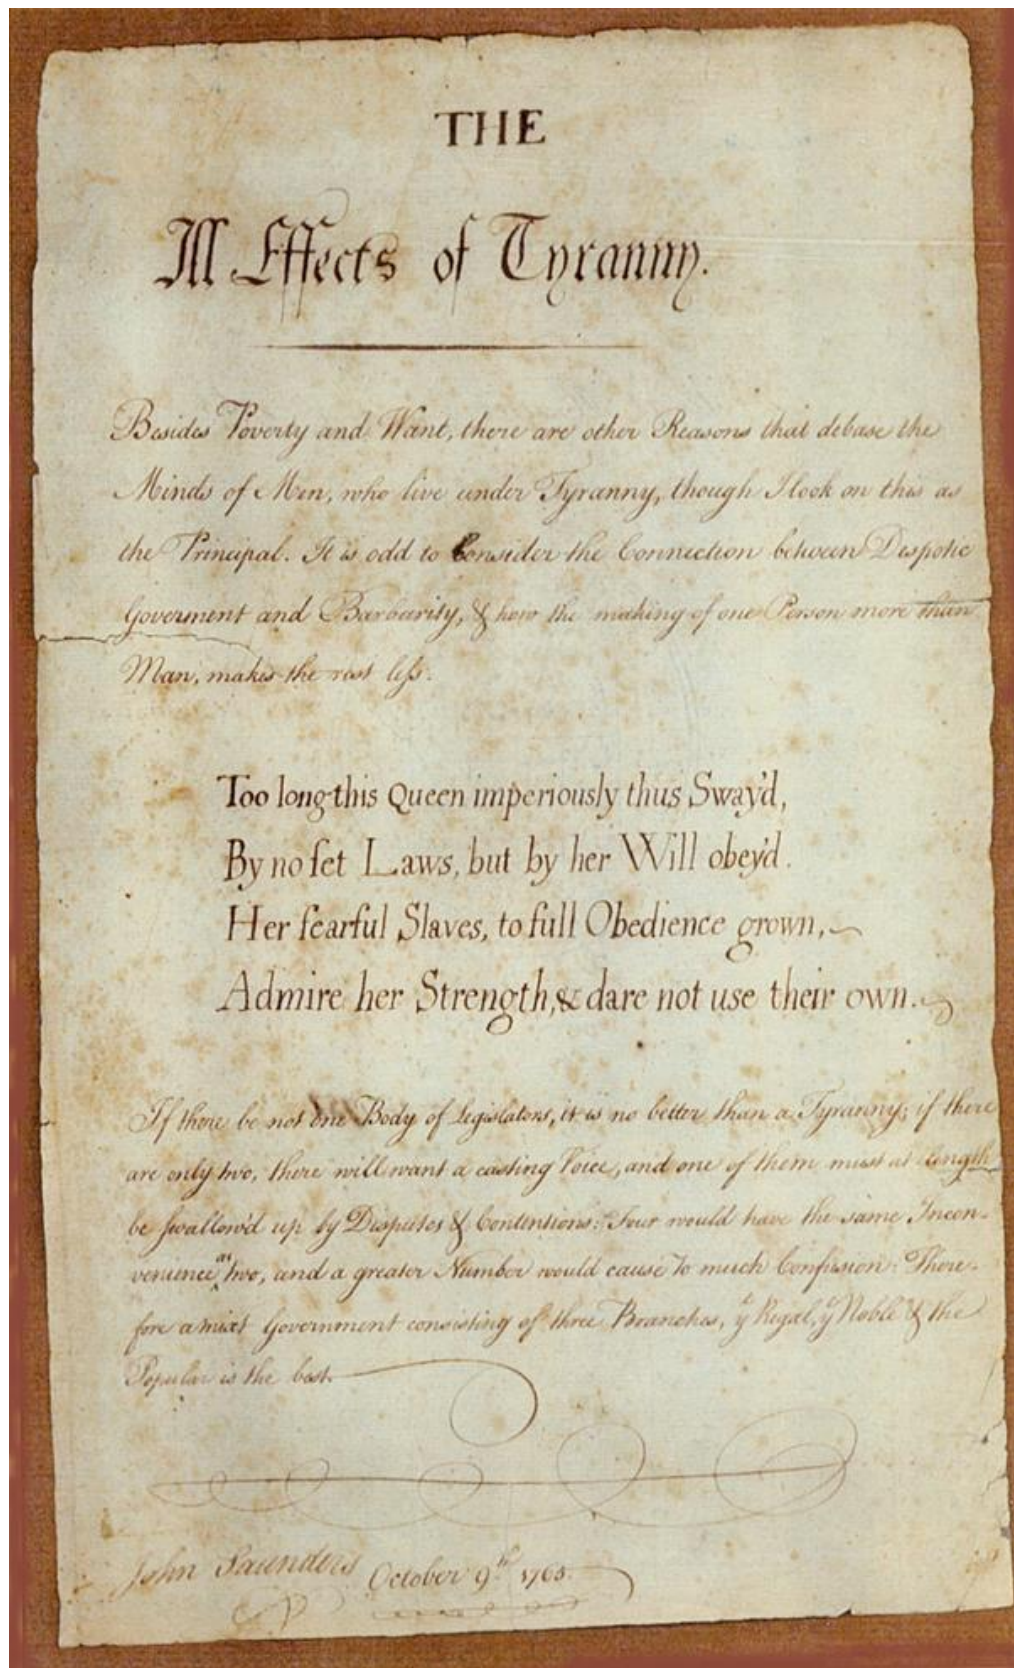 THE
Ill Effects of Tyranny.
Besides Poverty and Want, there are other Reasons that debase the
Minds of Men, who live under Tyranny, though I look on this as
the Principal. It is odd to Consider the Connection between Despotic
Goverment and Barbarity, & how the making of one Person more than
Man, makes the rest less.
Too long this Queen imperiously thus Sway'd,
By no set Laws, but by her Will obey'd.
Her fearful Slaves, to full Obedience grown,
Admire her Strength, & dare not use their own.
If there be not one Body of Legislators, it is no better than a Tyranny; if there
are only two, there will want a casting Voice, and one of them must at length
be swallow'd up by Disputes & Contentions: Four would have the same Incon-
venience as two, and a greater Number would cause to much Confusion: There-
fore a mixt Government consisting of three Branches, yᵉ Regal, yᵉ Noble & the
Popular is the best.
John Saunders October 9th